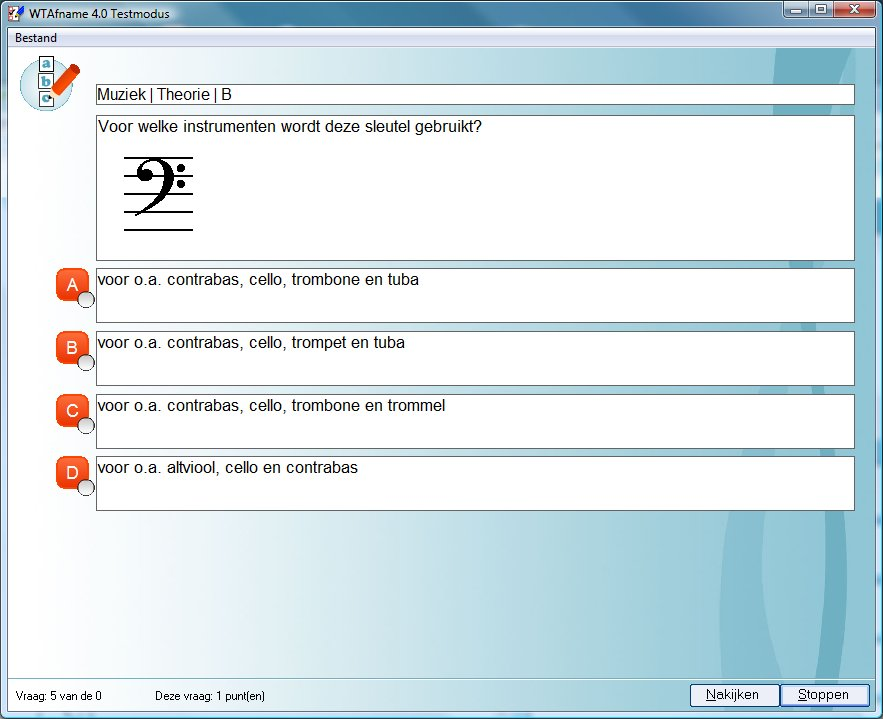 WTAfname 4.0 Testmodus
Bestand
a
b
c
Muziek | Theorie | B
Voor welke instrumenten wordt deze sleutel gebruikt?
A
voor o.a. contrabas, cello, trombone en tuba
B
voor o.a. contrabas, cello, trompet en tuba
C
voor o.a. contrabas, cello, trombone en trommel
D
voor o.a. altviool, cello en contrabas
Vraag: 5 van de 0 Deze vraag: 1 punt(en) Nakijken Stoppen